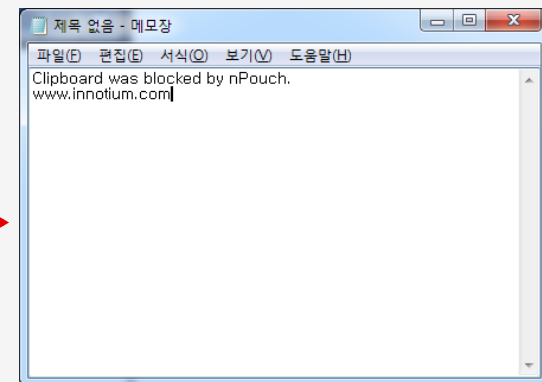 제목 없음 - 메모장
파일(F) 편집(E) 서식(O) 보기(V) 도움말(H)
Clipboard was blocked by nPouch.
www.innotium.com